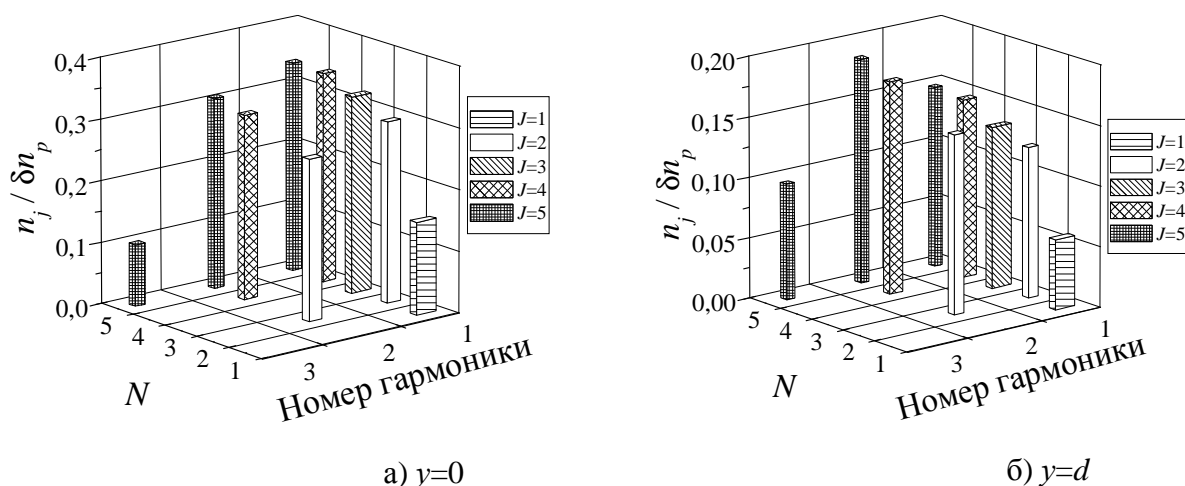 0,4
0,3
0,2
0,1
0,0
n_j / δn_p
5
4
3
2
1
N
3
2
1
Номер гармоники
J=1
J=2
J=3
J=4
J=5
а) y=0
0,20
0,15
0,10
0,05
0,00
n_j / δn_p
5
4
3
2
1
N
3
2
1
Номер гармоники
J=1
J=2
J=3
J=4
J=5
б) y=d